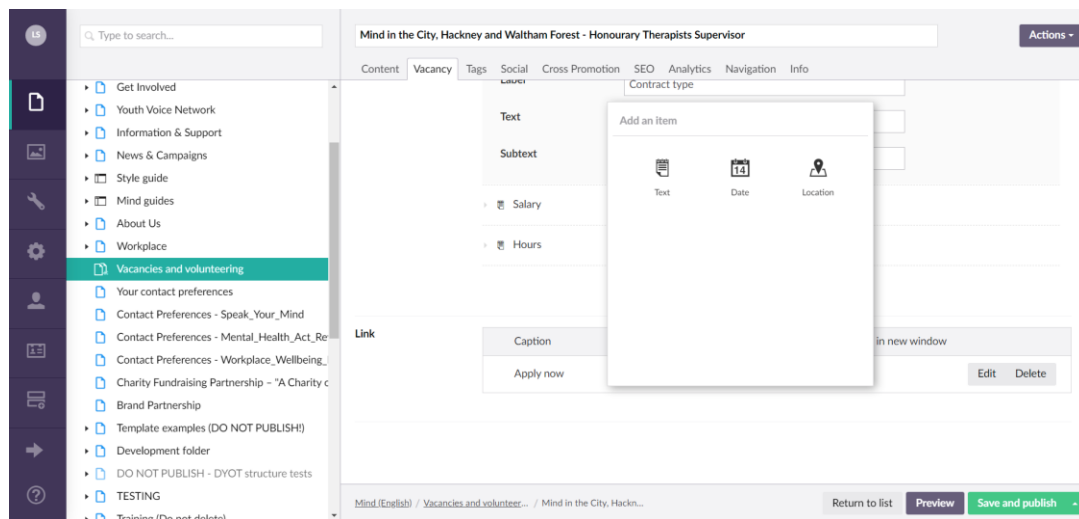 LS
Type to search...
Mind in the City, Hackney and Waltham Forest - Honourary Therapists Supervisor
Actions
Content Vacancy Tags Social Cross Promotion SEO Analytics Navigation Info
Get Involved
Youth Voice Network
Information & Support
News & Campaigns
Style guide
Mind guides
About Us
Workplace
Vacancies and volunteering
Your contact preferences
Contact Preferences - Speak_Your_Mind
Contact Preferences - Mental_Health_Act_Re
Contact Preferences - Workplace_Wellbeing_
Charity Fundraising Partnership – "A Charity c
Brand Partnership
Template examples (DO NOT PUBLISH!)
Development folder
DO NOT PUBLISH - DYOT structure tests
TESTING
Training (Do not delete)
Label
Contract type
Text
Subtext
Add an item
14
Text Date Location
Salary
Hours
Link
Caption
in new window
Apply now
Edit Delete
Mind (English) / Vacancies and volunteer... / Mind in the City, Hackn...
Return to list Preview Save and publish